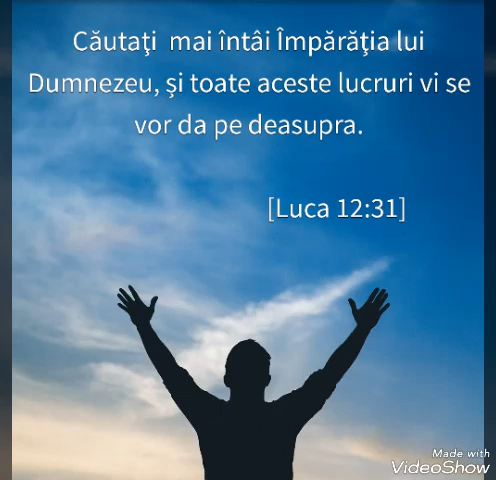 Căutaţi mai întâi Împărăţia lui
Dumnezeu, și toate aceste lucruri vi se
vor da pe deasupra.
[Luca 12:31]
Made with
VideoShow